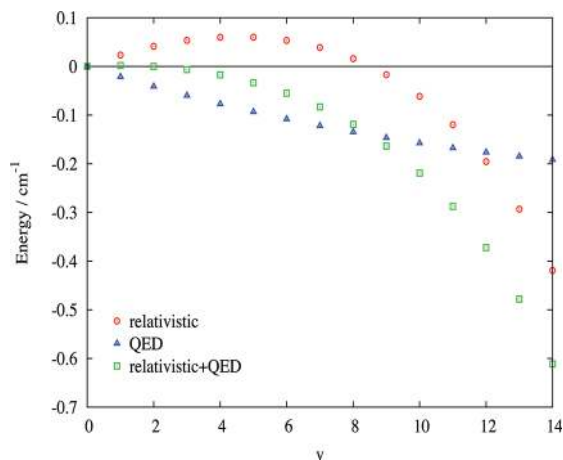 0.1
0
-0.1
-0.2
-0.3
-0.4
-0.5
-0.6
-0.7
Energy / cm⁻¹
relativistic
QED
relativistic+QED
0 2 4 6 8 10 12 14
v